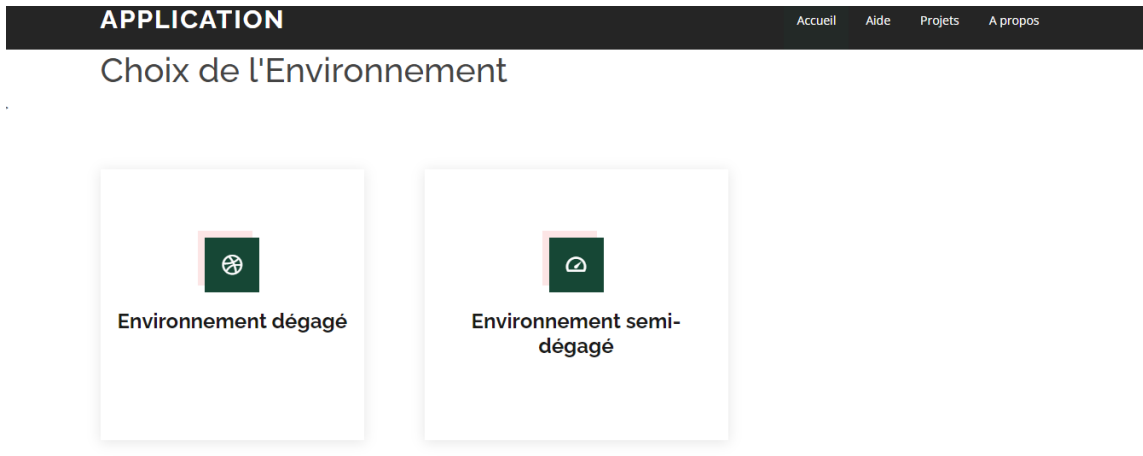 APPLICATION
Accueil Aide Projets A propos
Choix de l'Environnement
.
Environnement dégagé
Environnement semi-
dégagé